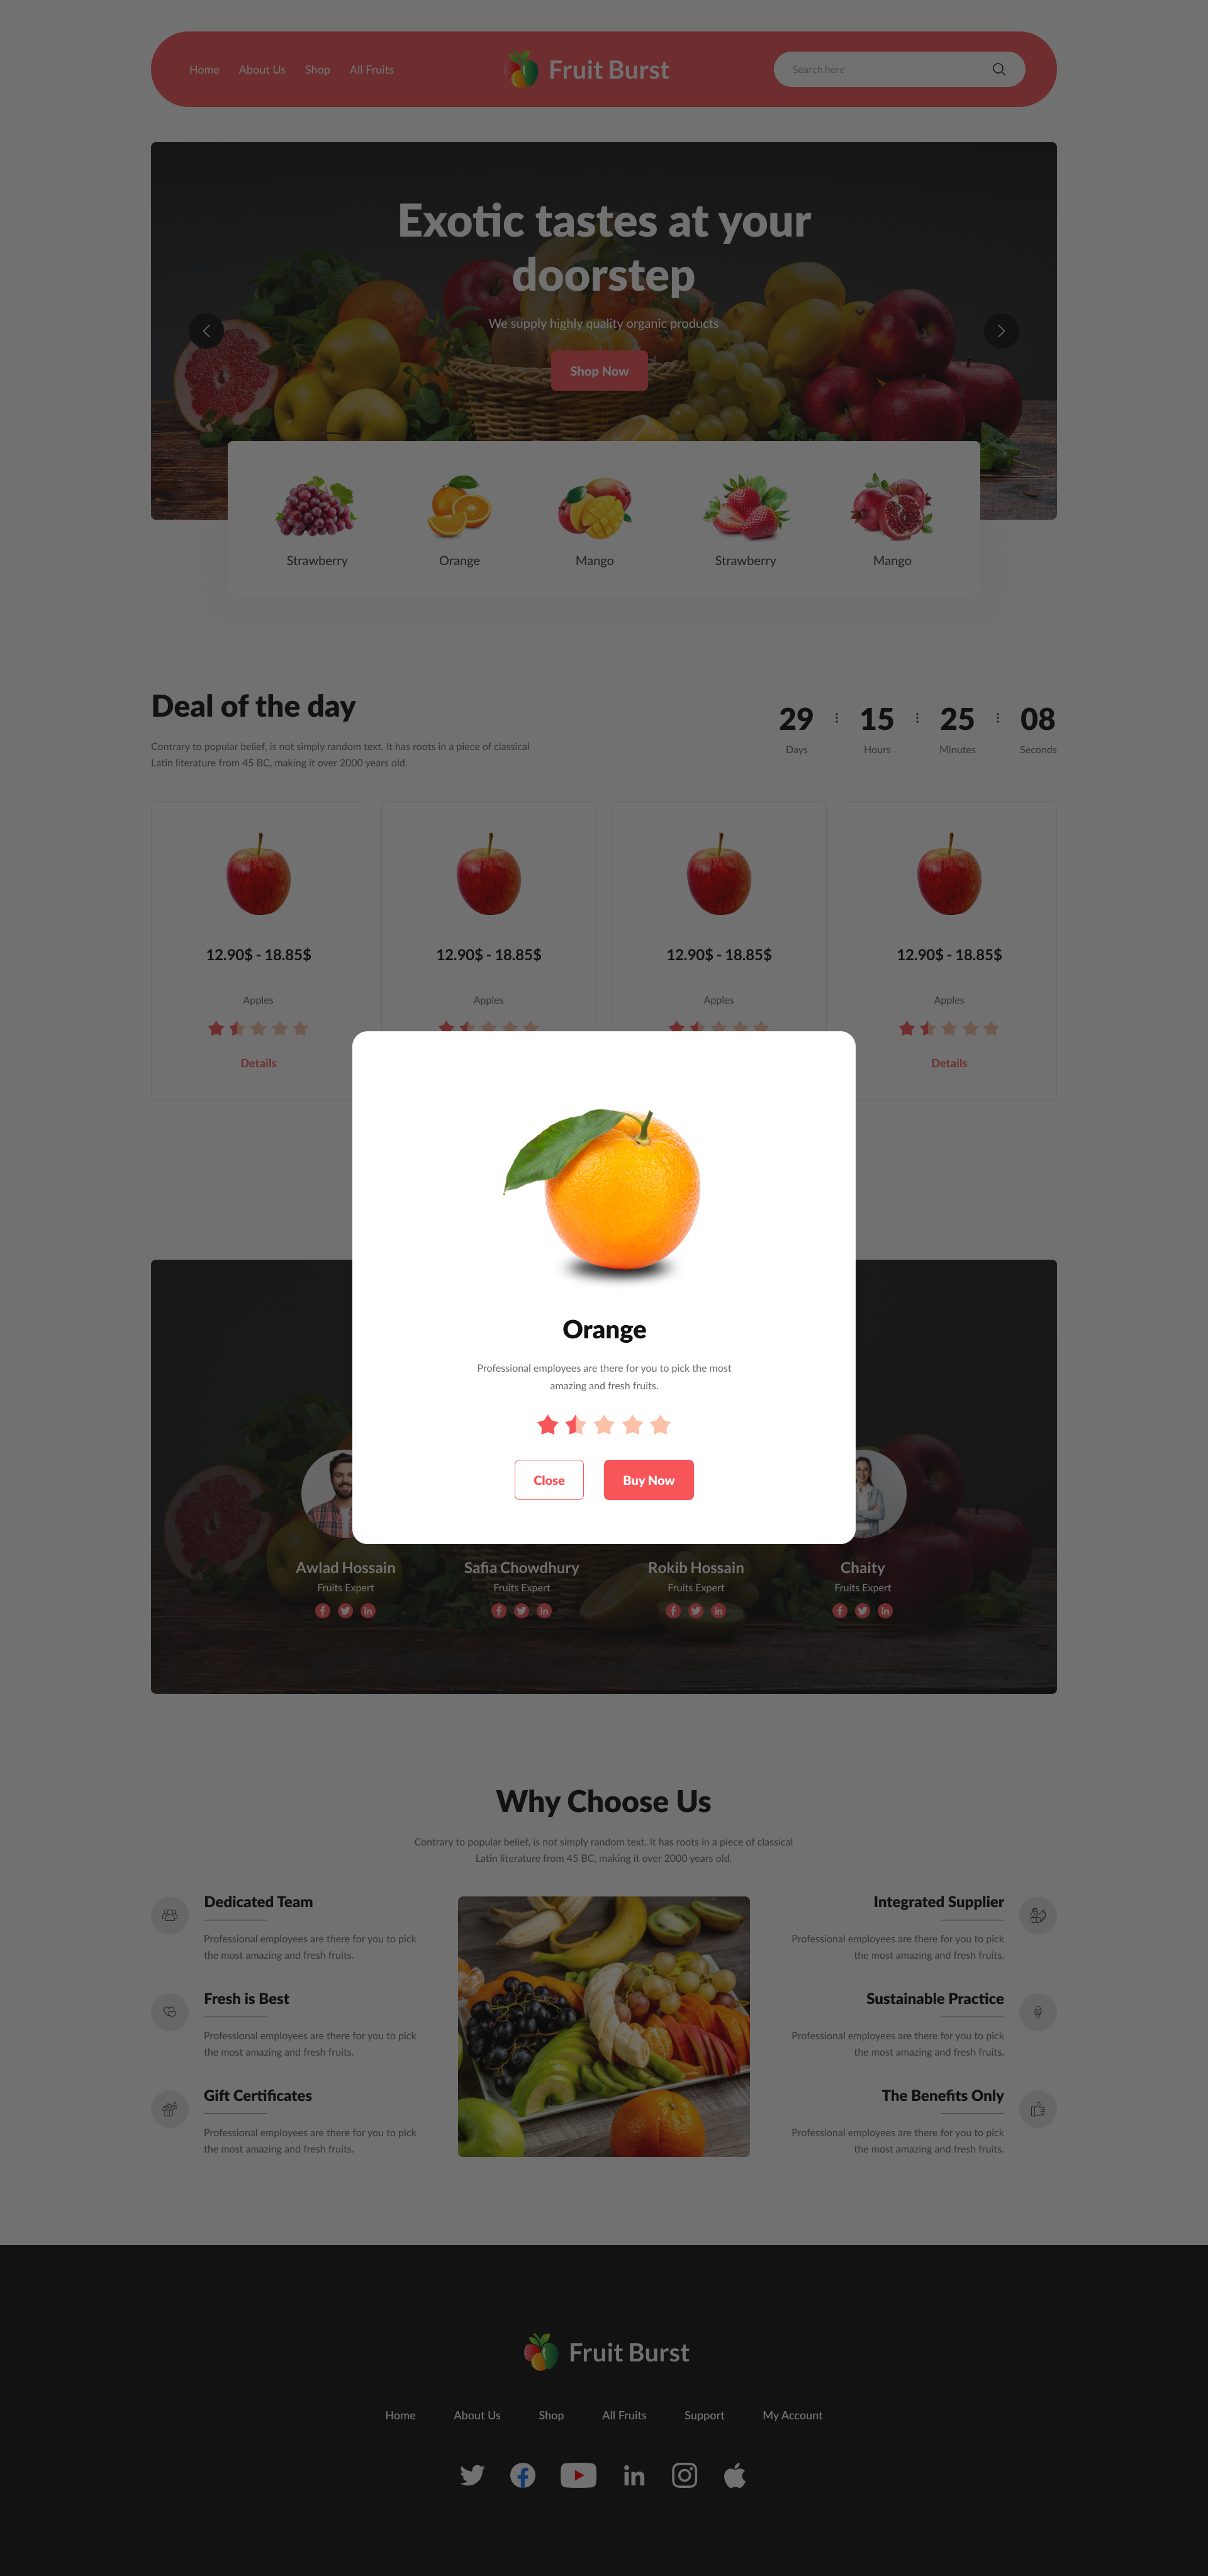 Home About Us Shop All Fruits
Fruit Burst
Search here
Exotic tastes at your
doorstep
We supply highly quality organic products
Shop Now
Strawberry Orange Mango Strawberry Mango
Deal of the day
Contrary to popular belief, is not simply random text. It has roots in a piece of classical
Latin literature from 45 BC, making it over 2000 years old.
29 : 15 : 25 : 08
Days Hours Minutes Seconds
12.90$ - 18.85$ 12.90$ - 18.85$ 12.90$ - 18.85$ 12.90$ - 18.85$
Apples Apples Apples Apples
Details Details
Orange
Professional employees are there for you to pick the most
amazing and fresh fruits.
Close Buy Now
Awlad Hossain Safia Chowdhury Rokib Hossain Chaity
Fruits Expert Fruits Expert Fruits Expert Fruits Expert
Why Choose Us
Contrary to popular belief, is not simply random text. It has roots in a piece of classical
Latin literature from 45 BC, making it over 2000 years old.
Dedicated Team
Professional employees are there for you to pick
the most amazing and fresh fruits.
Fresh is Best
Professional employees are there for you to pick
the most amazing and fresh fruits.
Gift Certificates
Professional employees are there for you to pick
the most amazing and fresh fruits.
Integrated Supplier
Professional employees are there for you to pick
the most amazing and fresh fruits.
Sustainable Practice
Professional employees are there for you to pick
the most amazing and fresh fruits.
The Benefits Only
Professional employees are there for you to pick
the most amazing and fresh fruits.
Fruit Burst
Home About Us Shop All Fruits Support My Account